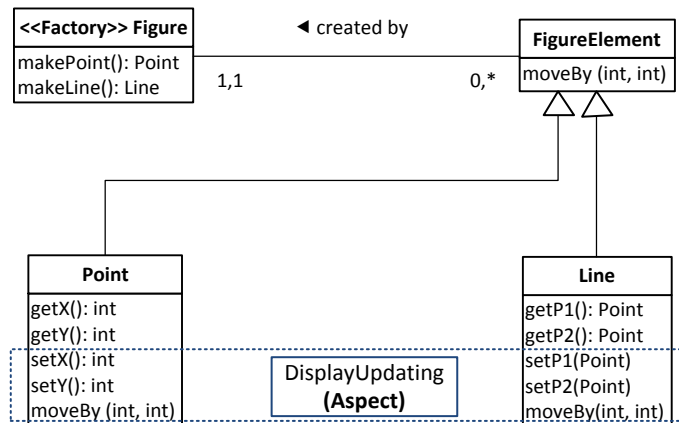 <<Factory>> Figure
makePoint(): Point
makeLine(): Line
◄ created by
1,1
0,*
FigureElement
moveBy (int, int)
Point
getX(): int
getY(): int
setX(): int
setY(): int
moveBy (int, int)
DisplayUpdating
(Aspect)
Line
getP1(): Point
getP2(): Point
setP1(Point)
setP2(Point)
moveBy(int, int)